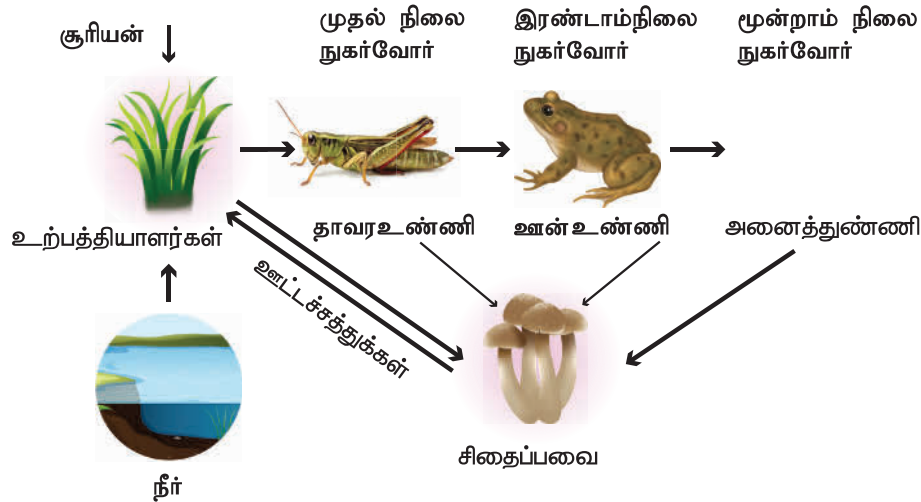 சூரியன்
முதல் நிலை
நுகர்வோர்
இரண்டாம்நிலை
நுகர்வோர்
மூன்றாம் நிலை
நுகர்வோர்
உற்பத்தியாளர்கள்
தாவரஉண்ணி
ஊன்உண்ணி
அனைத்துண்ணி
ஊட்டச்சத்துக்கள்
சிதைப்பவை
நீர்